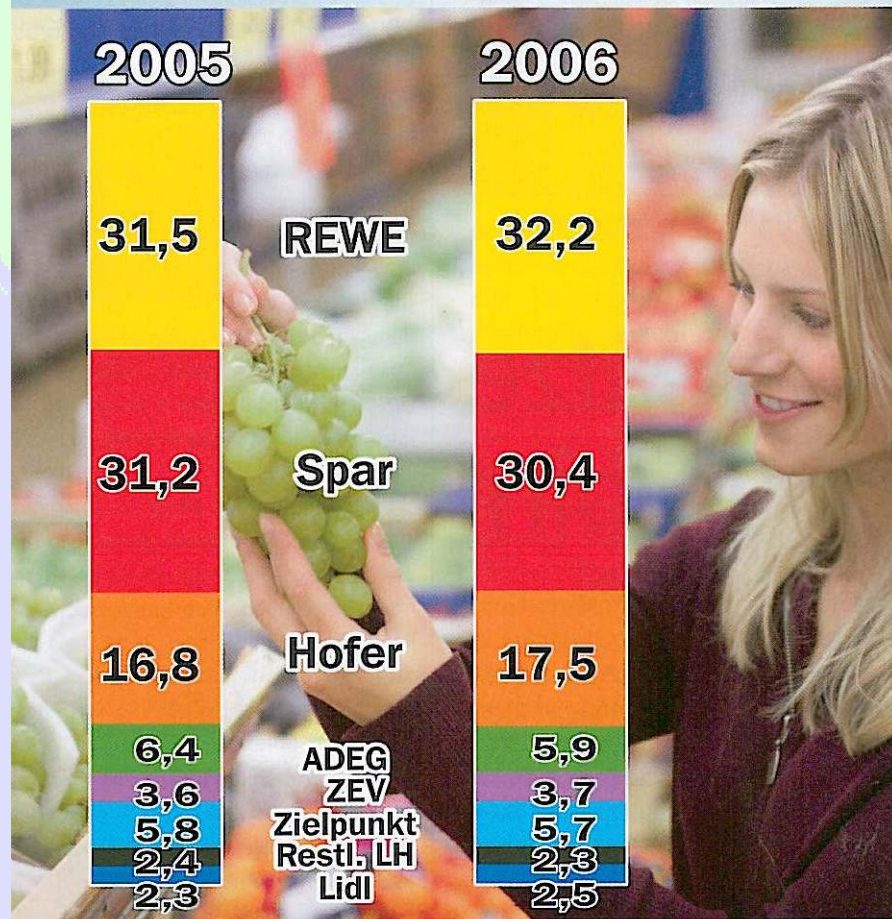 2005 2006
31,5 REWE 32,2
31,2 Spar 30,4
16,8 Hofer 17,5
6,4 ADEG 5,9
3,6 ZEV 3,7
5,8 Zielpunkt 5,7
2,4 Restl. LH 2,3
2,3 Lidl 2,5